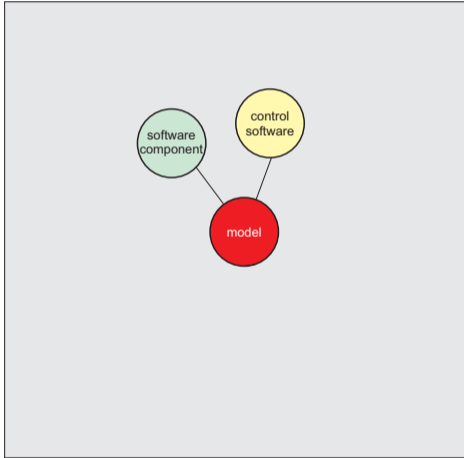 software
component
control
software
model